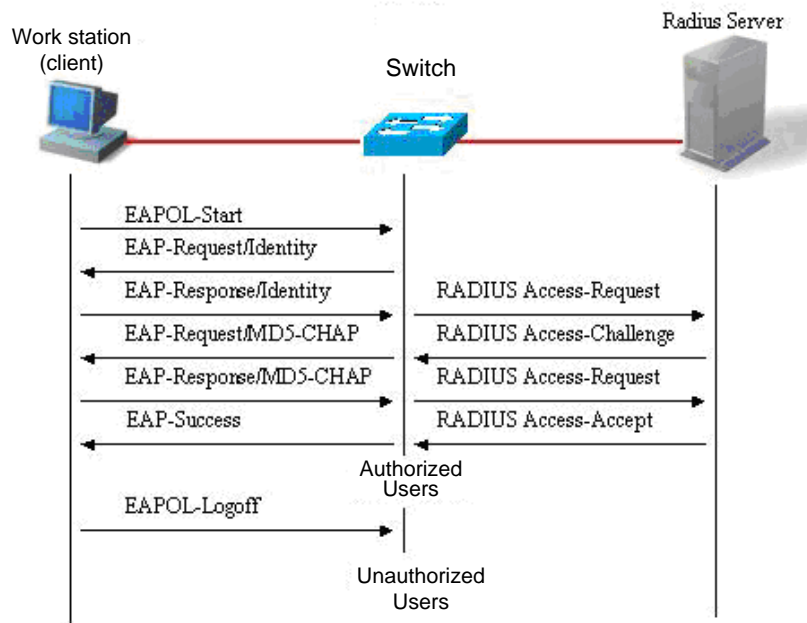 Radius Server
Work station
(client)
Switch
EAPOL-Start
EAP-Request/Identity
EAP-Response/Identity
RADIUS Access-Request
EAP-Request/MD5-CHAP
RADIUS Access-Challenge
EAP-Response/MD5-CHAP
RADIUS Access-Request
EAP-Success
RADIUS Access-Accept
Authorized
Users
EAPOL-Logoff
Unauthorized
Users